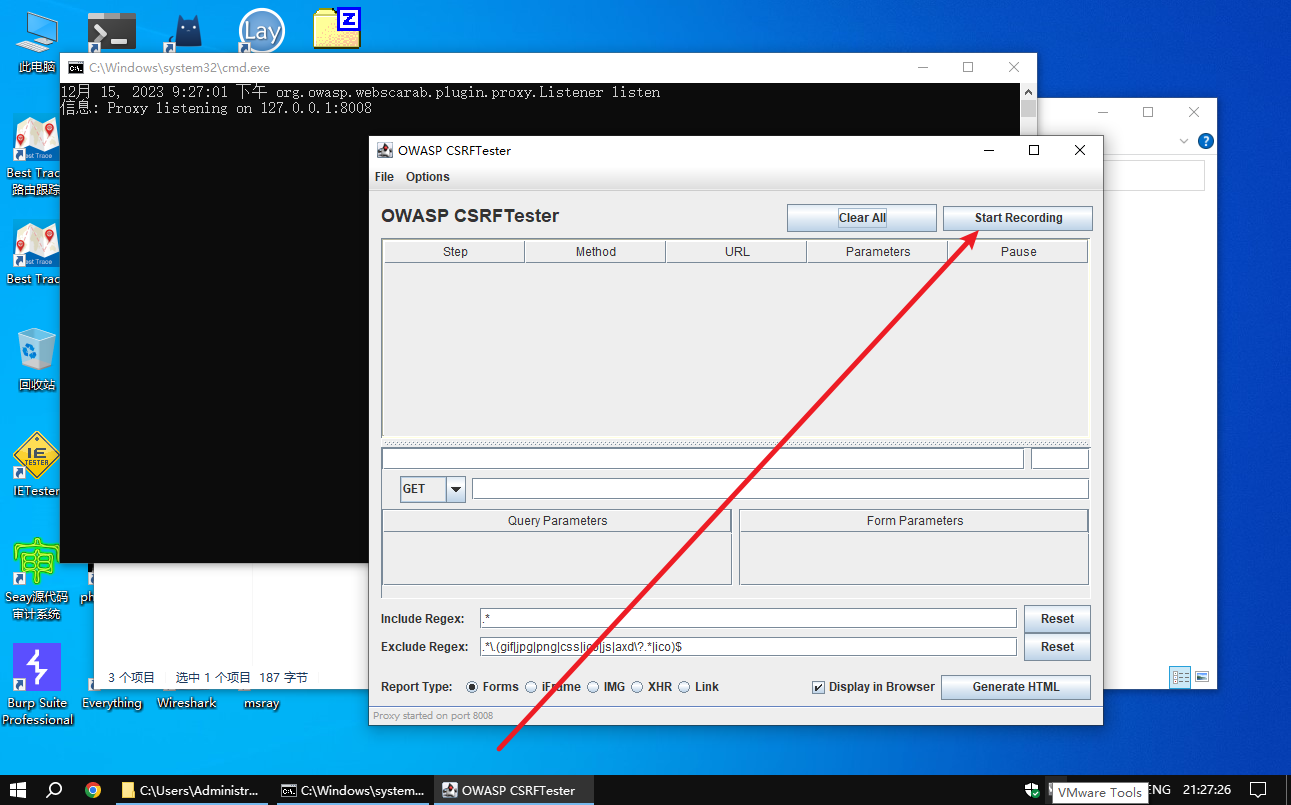 Lay
Z
此电脑
C:\Windows\system32\cmd.exe
12月 15, 2023 9:27:01 下午 org.owasp.webscarab.plugin.proxy.Listener listen
信息: Proxy listening on 127.0.0.1:8008
Best Trac
路由跟踪
Best Trac
回收站
IE
TESTER
IETester
审
Seay源代码
审计系统
ph
Burp Suite
Professional
Everything
Wireshark
msray
OWASP CSRFTester
File Options
OWASP CSRFTester
Clear All
Start Recording
Step Method URL Parameters Pause
GET
Query Parameters Form Parameters
Include Regex: .* Reset
Exclude Regex: .*\.(gif|jpg|png|css|ico|js|axd\?.*|ico)$ Reset
Report Type: Forms iFrame IMG XHR Link Display in Browser Generate HTML
Proxy started on port 8008
3 个项目 选中 1 个项目 187 字节
C:\Users\Administr...
C:\Windows\system...
OWASP CSRFTester
VMware Tools
ENG
21:27:26